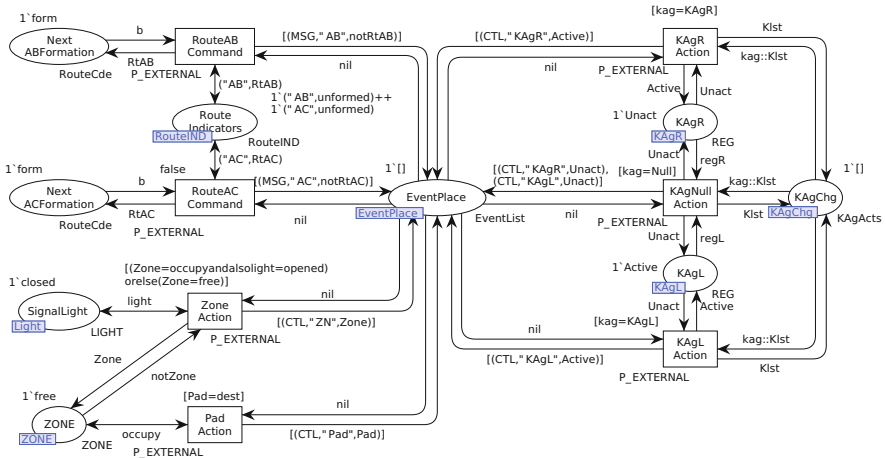 1`form
Next
ABFormation
RouteCde
b
RtAB
RouteAB
Command
P_EXTERNAL
("AB",RtAB)
[(MSG,"AB",notRtAB)]
nil
1`("AB",unformed)++
1`("AC",unformed)
Route
Indicators
RouteIND
RouteIND
("AC",RtAC)
false
1`form
Next
ACFormation
RouteCde
b
RtAC
RouteAC
Command
P_EXTERNAL
[(MSG,"AC",notRtAC)]
nil
1`[]
EventPlace
EventPlace
EventList
[(Zone=occupyandalsolight=opened)
orelse(Zone=free)]
1`closed
SignalLight
Light
LIGHT
light
Zone
Action
P_EXTERNAL
nil
[(CTL,"ZN",Zone)]
Zone
notZone
1`free
ZONE
ZONE
ZONE
occupy
[Pad=dest]
Pad
Action
P_EXTERNAL
nil
[(CTL,"Pad",Pad)]
[kag=KAgR]
[(CTL,"KAgR",Active)]
nil
KAgR
Action
P_EXTERNAL
Klst
kag::Klst
Active
Unact
1`Unact
KAgR
KAgR
REG
Unact
regR
[(CTL,"KAgR",Unact),
(CTL,"KAgL",Unact)]
[kag=Null]
nil
KAgNull
Action
P_EXTERNAL
kag::Klst
Klst
1`[]
KAgChg
KAgChg
KAgActs
Unact
regL
1`Active
KAgL
KAgL
REG
Unact
Active
[kag=KAgL]
nil
[(CTL,"KAgL",Active)]
KAgL
Action
P_EXTERNAL
kag::Klst
Klst